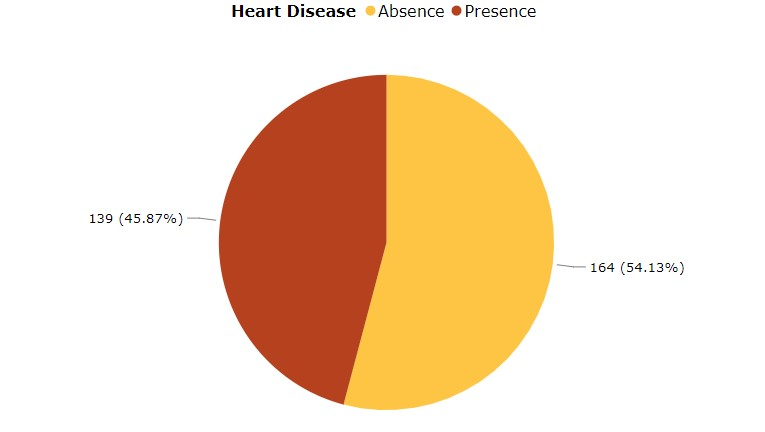 Heart Disease Absence Presence
139 (45.87%)
164 (54.13%)